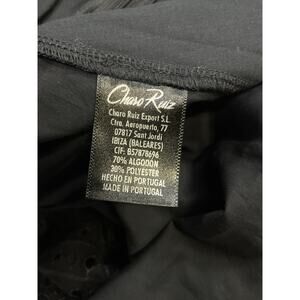 Charo Ruiz
Charo Ruiz Export S.L.
Ctra. Aeropuerto, 77
07817 Sant Jordi
IBIZA (BALEARES)
CIF: B57878696
70% ALGODON
30% POLYESTER
HECHO EN PORTUGAL
MADE IN PORTUGAL